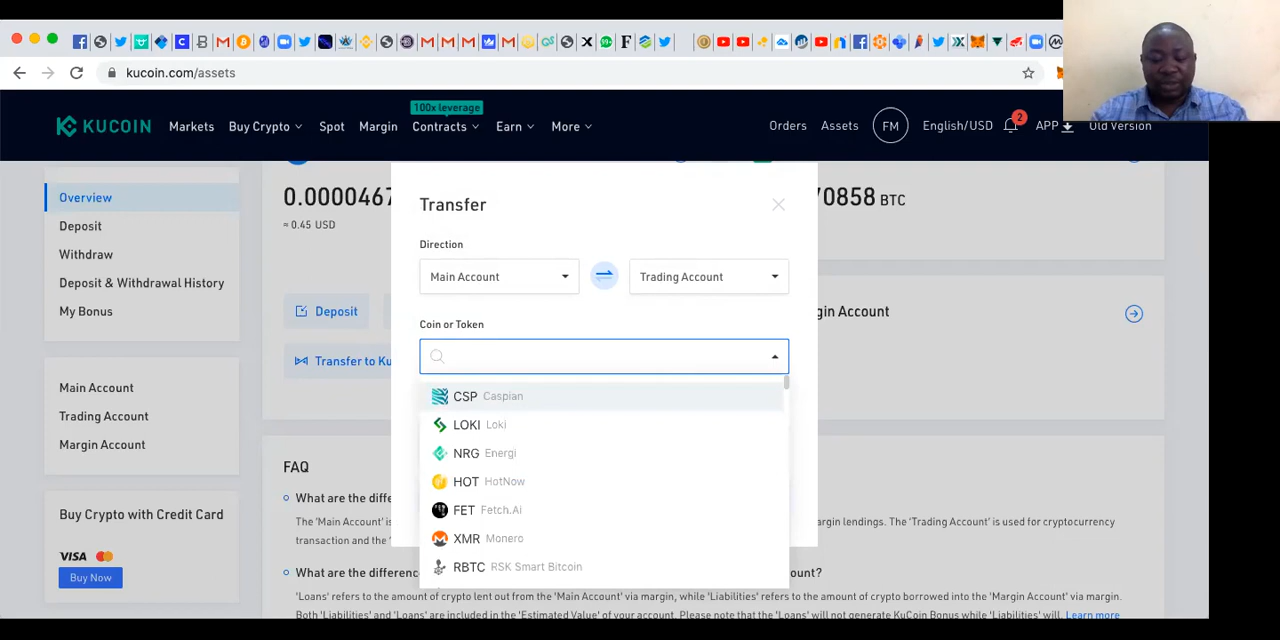 kucoin.com/assets
100x leverage
KUCOIN Markets Buy Crypto Spot Margin Contracts Earn More Orders Assets FM English/USD 2 APP Old Version
Overview
Deposit
Withdraw
Deposit & Withdrawal History
My Bonus
Main Account
Trading Account
Margin Account
Buy Crypto with Credit Card
VISA
Buy Now
0.0000467
≈ 0.45 USD
70858 BTC
Deposit
Transfer to Ku
gin Account
Transfer
Direction
Main Account Trading Account
Coin or Token
CSP Caspian
LOKI Loki
NRG Energi
HOT HotNow
FET Fetch.Ai
XMR Monero
RBTC RSK Smart Bitcoin
FAQ
What are the diffe
The 'Main Account' is argin lendings. The 'Trading Account' is used for cryptocurrency
transaction and the '
What are the difference ount?
'Loans' refers to the amount of crypto lent out from the 'Main Account' via margin, while 'Liabilities' refers to the amount of crypto borrowed into the 'Margin Account' via margin.
Both 'Liabilities' and 'Loans' are included in the 'Estimated Value' of your account. Please note that the 'Loans' will not generate KuCoin Bonus while 'Liabilities' will. Learn more